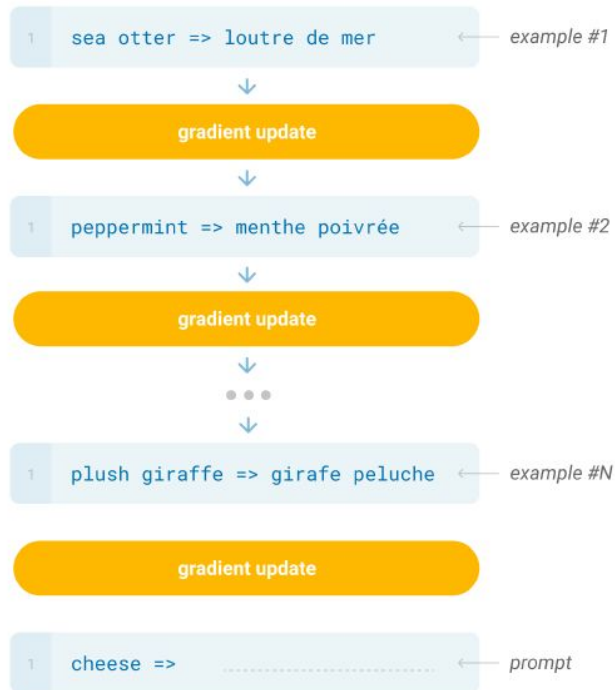 1 sea otter => loutre de mer example #1
gradient update
1 peppermint => menthe poivrée example #2
gradient update
1 plush giraffe => girafe peluche example #N
gradient update
1 cheese => prompt